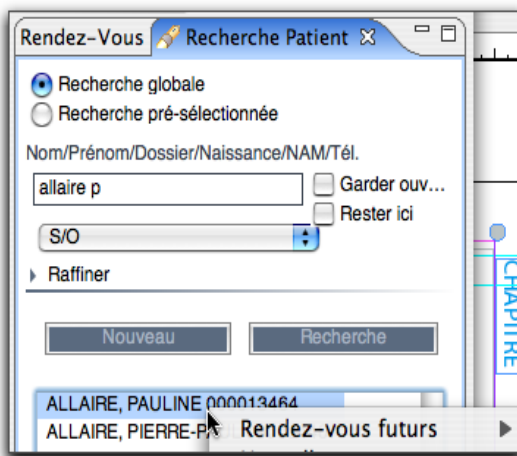 Rendez-Vous Recherche Patient
Recherche globale
Recherche pré-sélectionnée
Nom/Prénom/Dossier/Naissance/NAM/Tél.
allaire p
Garder ouv...
Rester ici
S/O
Raffiner
Nouveau Recherche
ALLAIRE, PAULINE 000013464
ALLAIRE, PIERRE-PA
Rendez-vous futurs
CHAPITRE